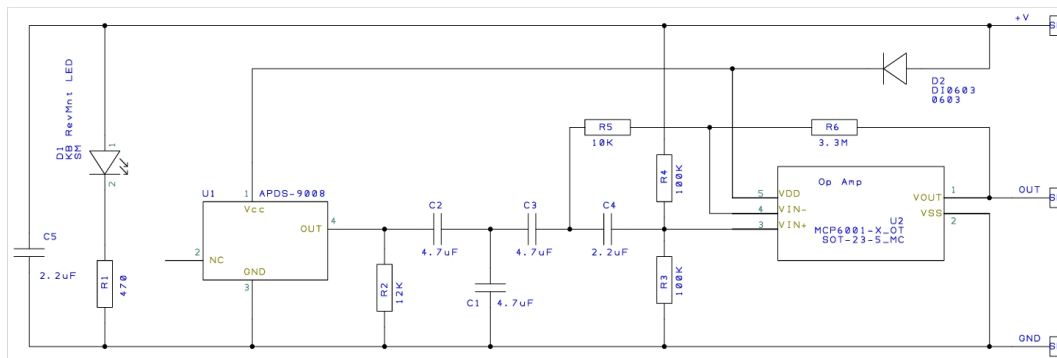 +V
S
D2
DI0603
0603
D1
KB RevMnt LED
SM
1
2
R5
10K
R6
3.3M
R4
100K
Op Amp
U1
APDS-9008
1
Vcc
OUT
4
2
NC
GND
3
5
VDD
4
VIN-
3
VIN+
VOUT
1
VSS
2
OUT
S
U2
MCP6001-X_OT
SOT-23-5_MC
C2
4.7uF
C3
4.7uF
C4
2.2uF
C5
2.2uF
R1
470
R2
12K
C1
4.7uF
R3
100K
GND
S